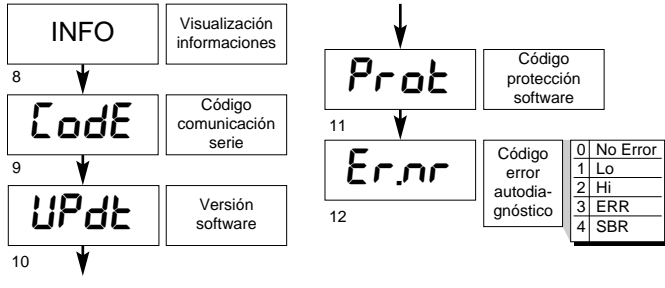 INFO
Visualización
informaciones
8
CodE
Código
comunicación
serie
9
UPdt
Versión
software
10
Prot
Código
protección
software
11
Er.nr
Código
error
autodia-
gnóstico
0 No Error
1 Lo
2 Hi
3 ERR
4 SBR
12